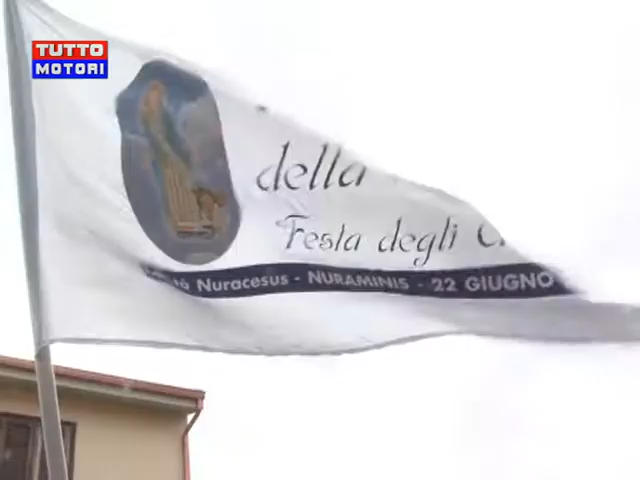 TUTTO
MOTORI
della
Festa degli
Nuracesus - NURAMINIS - 22 GIUGNO